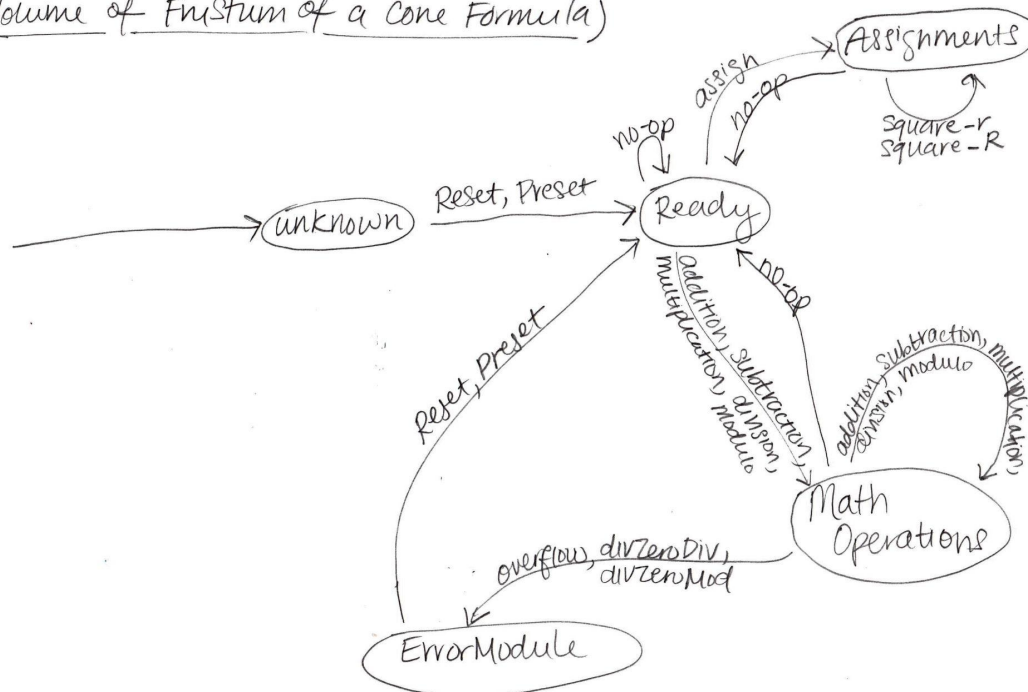 Volume of Frustum of a Cone Formula)
Assignments
assign
no-op
square-r
square-R
no-op
Reset, Preset
unknown
Ready
no-op
addition, subtraction,
multiplication, division,
modulo
addition, subtraction, multiplication,
division, modulo
Reset, Preset
Math
Operations
overflow, divZeroDiv,
divZeroMod
ErrorModule